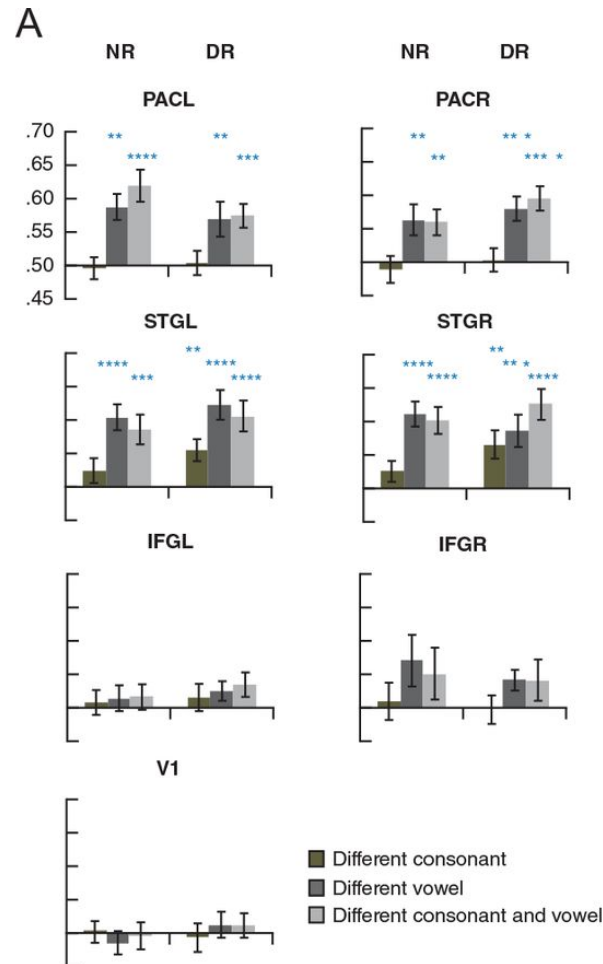 A
NR DR NR DR
PACL PACR
.70
.65
.60
.55
.50
.45
** ** ** ** *
**** *** ** *** *
STGL STGR
** **
**** **** **** ** *
*** **** **** ****
IFGL IFGR
V1
Different consonant
Different vowel
Different consonant and vowel